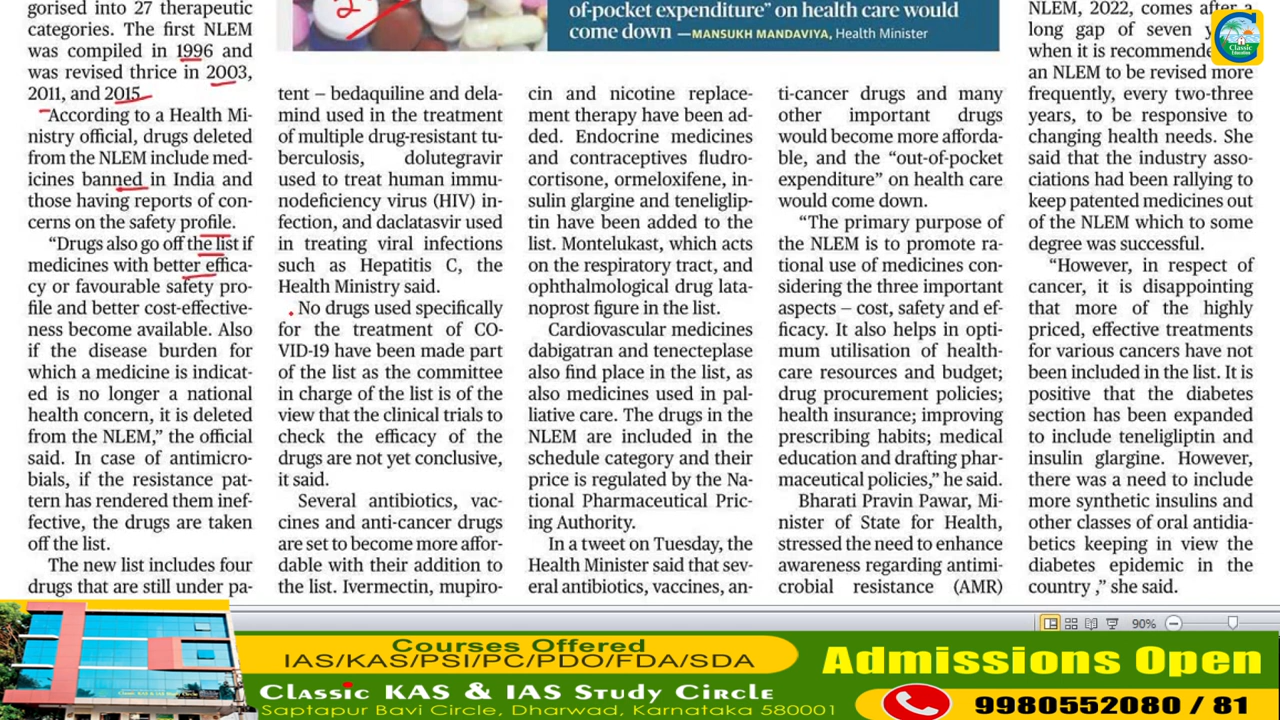 gorised into 27 therapeutic
categories. The first NLEM
was compiled in 1996 and
was revised thrice in 2003,
2011, and 2015.
According to a Health Mi-
nistry official, drugs deleted
from the NLEM include med-
icines banned in India and
those having reports of con-
cerns on the safety profile.
“Drugs also go off the list if
medicines with better effica-
cy or favourable safety pro-
file and better cost-effective-
ness become available. Also
if the disease burden for
which a medicine is indicat-
ed is no longer a national
health concern, it is deleted
from the NLEM,” the official
said. In case of antimicro-
bials, if the resistance pat-
tern has rendered them inef-
fective, the drugs are taken
off the list.
The new list includes four
drugs that are still under pa-
of-pocket expenditure” on health care would
come down —MANSUKH MANDAVIYA, Health Minister
tent – bedaquiline and dela-
mind used in the treatment
of multiple drug-resistant tu-
berculosis, dolutegravir
used to treat human immu-
nodeficiency virus (HIV) in-
fection, and daclatasvir used
in treating viral infections
such as Hepatitis C, the
Health Ministry said.
No drugs used specifically
for the treatment of CO-
VID-19 have been made part
of the list as the committee
in charge of the list is of the
view that the clinical trials to
check the efficacy of the
drugs are not yet conclusive,
it said.
Several antibiotics, vac-
cines and anti-cancer drugs
are set to become more affor-
dable with their addition to
the list. Ivermectin, mupiro-
cin and nicotine replace-
ment therapy have been ad-
ded. Endocrine medicines
and contraceptives fludro-
cortisone, ormeloxifene, in-
sulin glargine and teneliglip-
tin have been added to the
list. Montelukast, which acts
on the respiratory tract, and
ophthalmological drug lata-
noprost figure in the list.
Cardiovascular medicines
dabigatran and tenecteplase
also find place in the list, as
also medicines used in pal-
liative care. The drugs in the
NLEM are included in the
schedule category and their
price is regulated by the Na-
tional Pharmaceutical Pric-
ing Authority.
In a tweet on Tuesday, the
Health Minister said that sev-
eral antibiotics, vaccines, an-
ti-cancer drugs and many
other important drugs
would become more afforda-
ble, and the “out-of-pocket
expenditure” on health care
would come down.
“The primary purpose of
the NLEM is to promote ra-
tional use of medicines con-
sidering the three important
aspects – cost, safety and ef-
ficacy. It also helps in opti-
mum utilisation of health-
care resources and budget;
drug procurement policies;
health insurance; improving
prescribing habits; medical
education and drafting phar-
maceutical policies,” he said.
Bharati Pravin Pawar, Mi-
nister of State for Health,
stressed the need to enhance
awareness regarding antimi-
crobial resistance (AMR)
NLEM, 2022, comes after a
long gap of seven
when it is recommende
an NLEM to be revised more
frequently, every two-three
years, to be responsive to
changing health needs. She
said that the industry asso-
ciations had been rallying to
keep patented medicines out
of the NLEM which to some
degree was successful.
“However, in respect of
cancer, it is disappointing
that more of the highly
priced, effective treatments
for various cancers have not
been included in the list. It is
positive that the diabetes
section has been expanded
to include teneligliptin and
insulin glargine. However,
there was a need to include
more synthetic insulins and
other classes of oral antidia-
betics keeping in view the
diabetes epidemic in the
country ,” she said.
Classic
90%
Courses Offered
IAS/KAS/PSI/PC/PDO/FDA/SDA
Classic KAS & IAS Study Circle
Saptapur Bavi Circle, Dharwad, Karnataka 580001
Admissions Open
9980552080 / 81